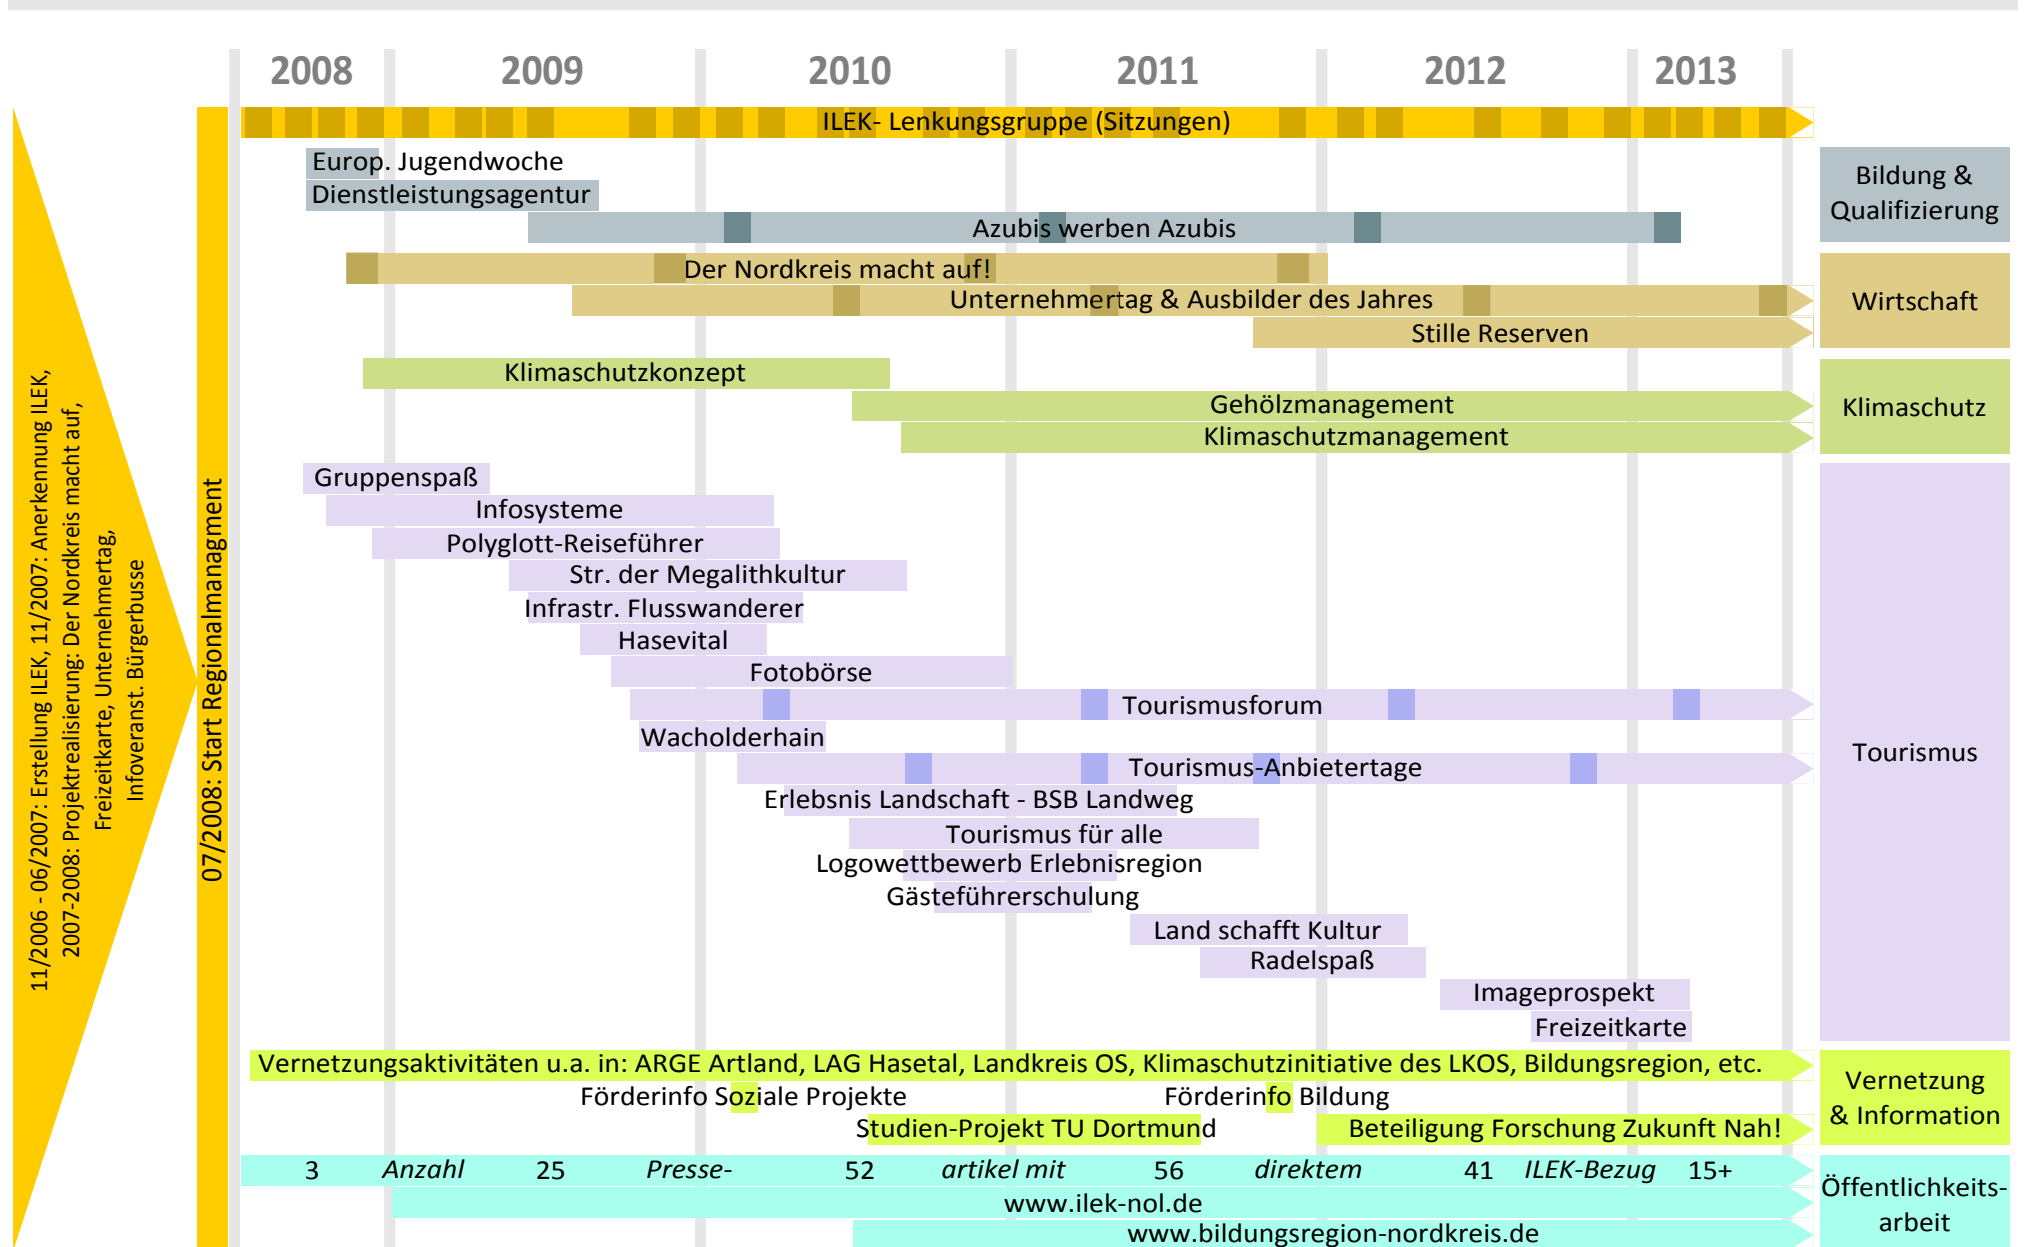 2008 2009 2010 2011 2012 2013
11/2006 - 06/2007: Erstellung ILEK, 11/2007: Anerkennung ILEK,
2007-2008: Projektrealisierung: Der Nordkreis macht auf,
Freizeitkarte, Unternehmertag,
Infoveranst. Bürgerbusse
07/2008: Start Regionalmanagment
ILEK- Lenkungsgruppe (Sitzungen)
Europ. Jugendwoche
Dienstleistungsagentur
Azubis werben Azubis
Bildung &
Qualifizierung
Der Nordkreis macht auf!
Unternehmertag & Ausbilder des Jahres
Stille Reserven
Wirtschaft
Klimaschutzkonzept
Gehölzmanagement
Klimaschutzmanagement
Klimaschutz
Gruppenspaß
Infosysteme
Polyglott-Reiseführer
Str. der Megalithkultur
Infrastr. Flusswanderer
Hasevital
Fotobörse
Tourismusforum
Wacholderhain
Tourismus-Anbietertage
Erlebsnis Landschaft - BSB Landweg
Tourismus für alle
Logowettbewerb Erlebnisregion
Gästeführerschulung
Land schafft Kultur
Radelspaß
Imageprospekt
Freizeitkarte
Tourismus
Vernetzungsaktivitäten u.a. in: ARGE Artland, LAG Hasetal, Landkreis OS, Klimaschutzinitiative des LKOS, Bildungsregion, etc.
Förderinfo Soziale Projekte Förderinfo Bildung
Studien-Projekt TU Dortmund Beteiligung Forschung Zukunft Nah!
Vernetzung
& Information
3 Anzahl 25 Presse- 52 artikel mit 56 direktem 41 ILEK-Bezug 15+
www.ilek-nol.de
www.bildungsregion-nordkreis.de
Öffentlichkeits-
arbeit